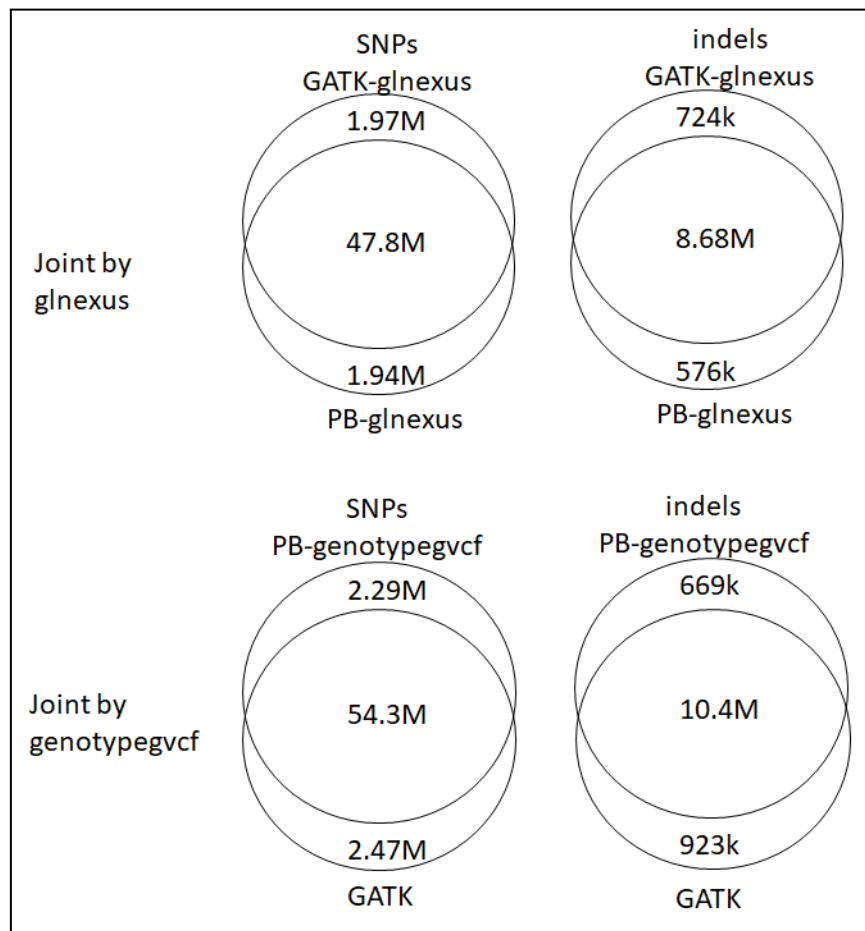 SNPs
GATK-glnexus
1.97M
47.8M
1.94M
PB-glnexus
indels
GATK-glnexus
724k
8.68M
576k
PB-glnexus
Joint by
glnexus
SNPs
PB-genotypegvcf
2.29M
54.3M
2.47M
GATK
indels
PB-genotypegvcf
669k
10.4M
923k
GATK
Joint by
genotypegvcf